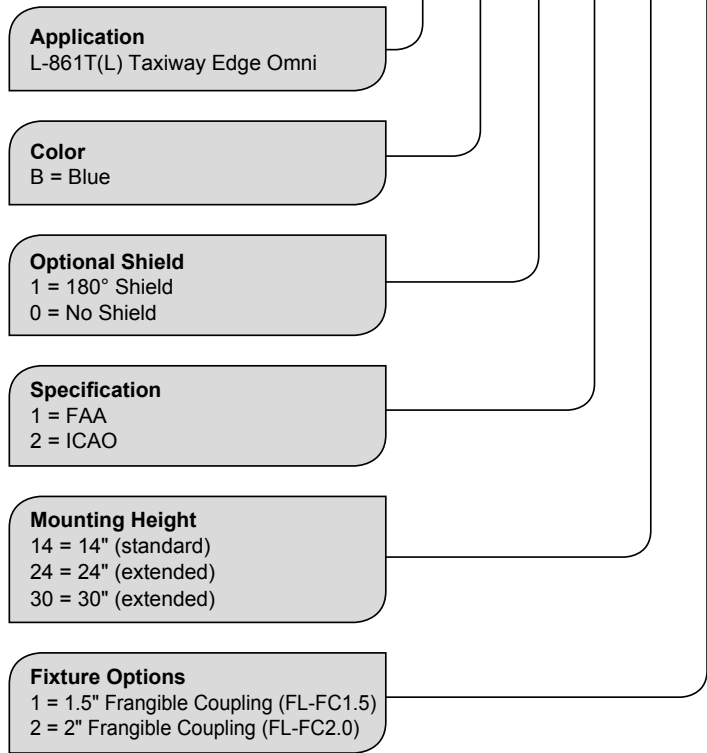 Application
L-861T(L) Taxiway Edge Omni
Color
B = Blue
Optional Shield
1 = 180° Shield
0 = No Shield
Specification
1 = FAA
2 = ICAO
Mounting Height
14 = 14" (standard)
24 = 24" (extended)
30 = 30" (extended)
Fixture Options
1 = 1.5" Frangible Coupling (FL-FC1.5)
2 = 2" Frangible Coupling (FL-FC2.0)